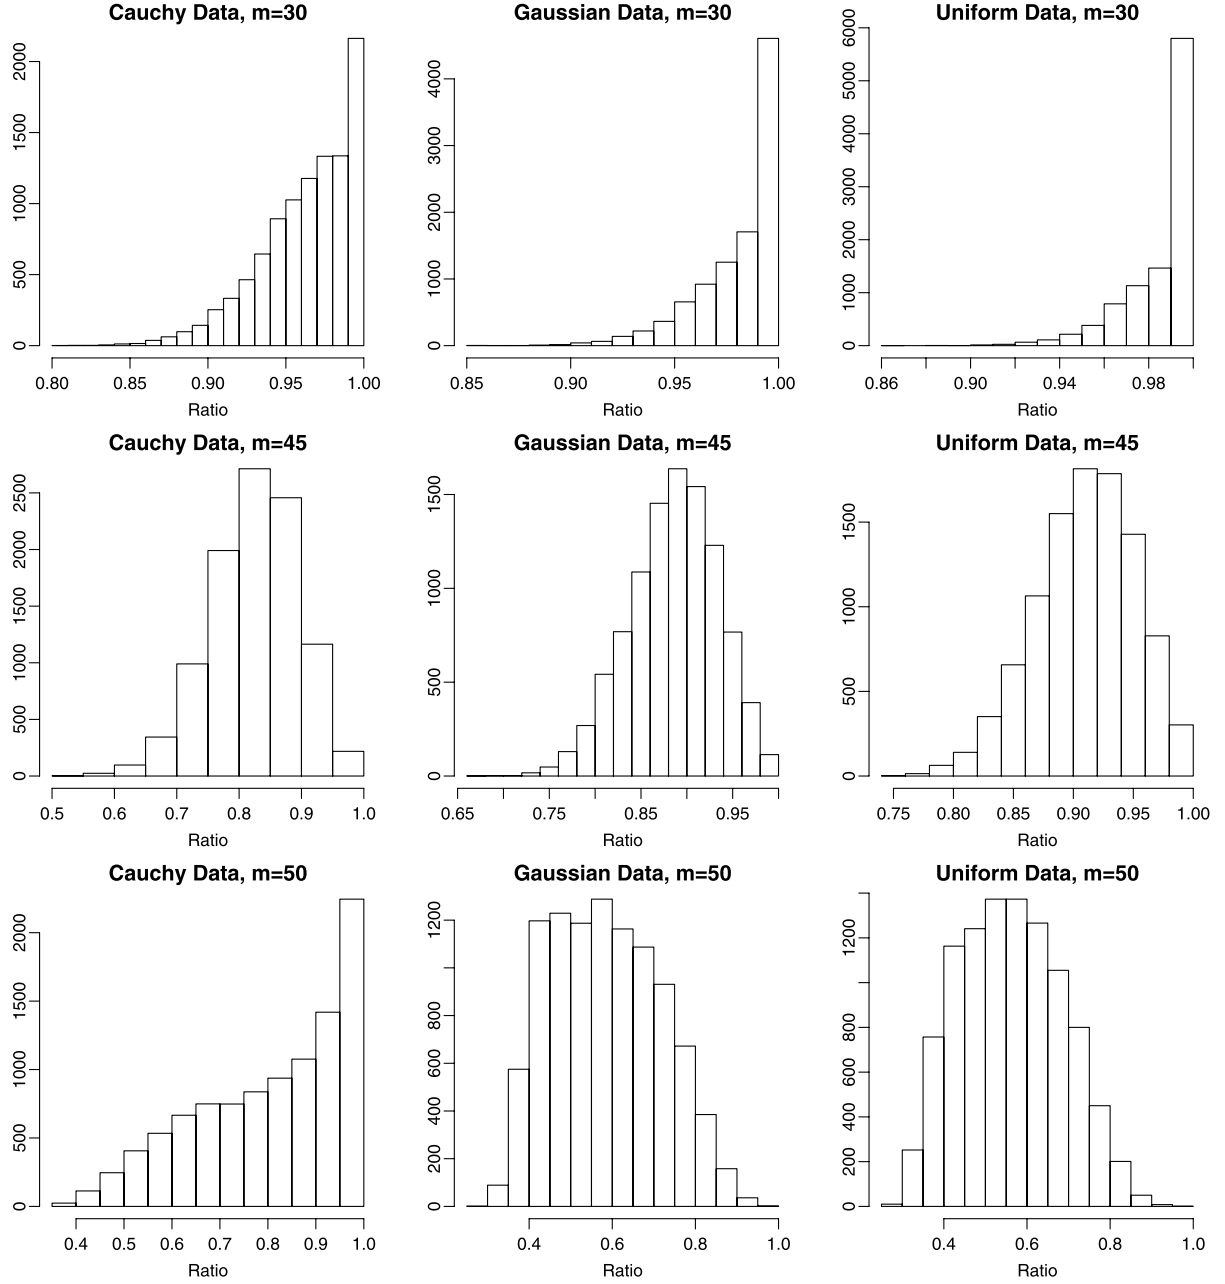 Cauchy Data, m=30
2000
1500
1000
500
0
0.80 0.85 0.90 0.95 1.00
Ratio
Gaussian Data, m=30
4000
3000
2000
1000
0
0.85 0.90 0.95 1.00
Ratio
Uniform Data, m=30
6000
5000
4000
3000
2000
1000
0
0.86 0.90 0.94 0.98
Ratio
Cauchy Data, m=45
2500
2000
1500
1000
500
0
0.5 0.6 0.7 0.8 0.9 1.0
Ratio
Gaussian Data, m=45
1500
1000
500
0
0.65 0.75 0.85 0.95
Ratio
Uniform Data, m=45
1500
1000
500
0
0.75 0.80 0.85 0.90 0.95 1.00
Ratio
Cauchy Data, m=50
2000
1500
1000
500
0
0.4 0.5 0.6 0.7 0.8 0.9 1.0
Ratio
Gaussian Data, m=50
1200
800
600
400
200
0
0.4 0.6 0.8 1.0
Ratio
Uniform Data, m=50
1200
800
600
400
200
0
0.4 0.6 0.8 1.0
Ratio